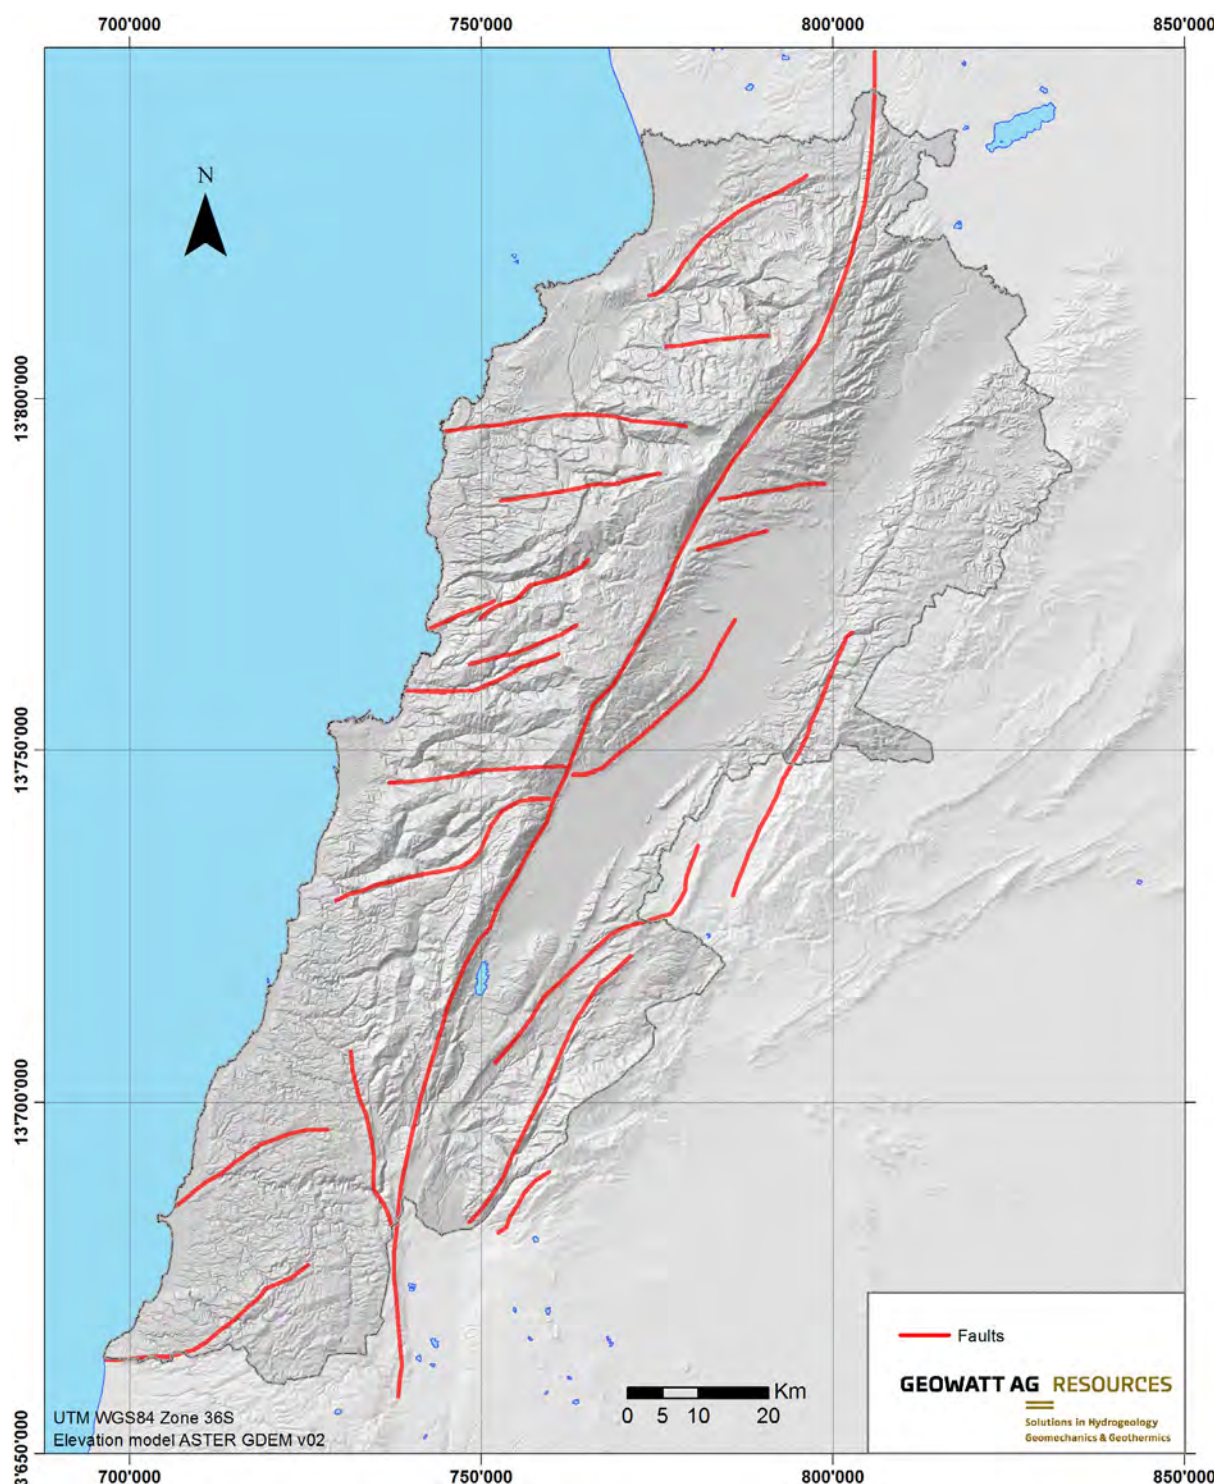 700'000 750'000 800'000 850'000
N
13'800'000
13'750'000
13'700'000
13'650'000
Faults
GEOWATT AG RESOURCES
Solutions in Hydrogeology
Geomechanics & Geothermics
Km
0 5 10 20
UTM WGS84 Zone 36S
Elevation model ASTER GDEM v02
700'000 750'000 800'000